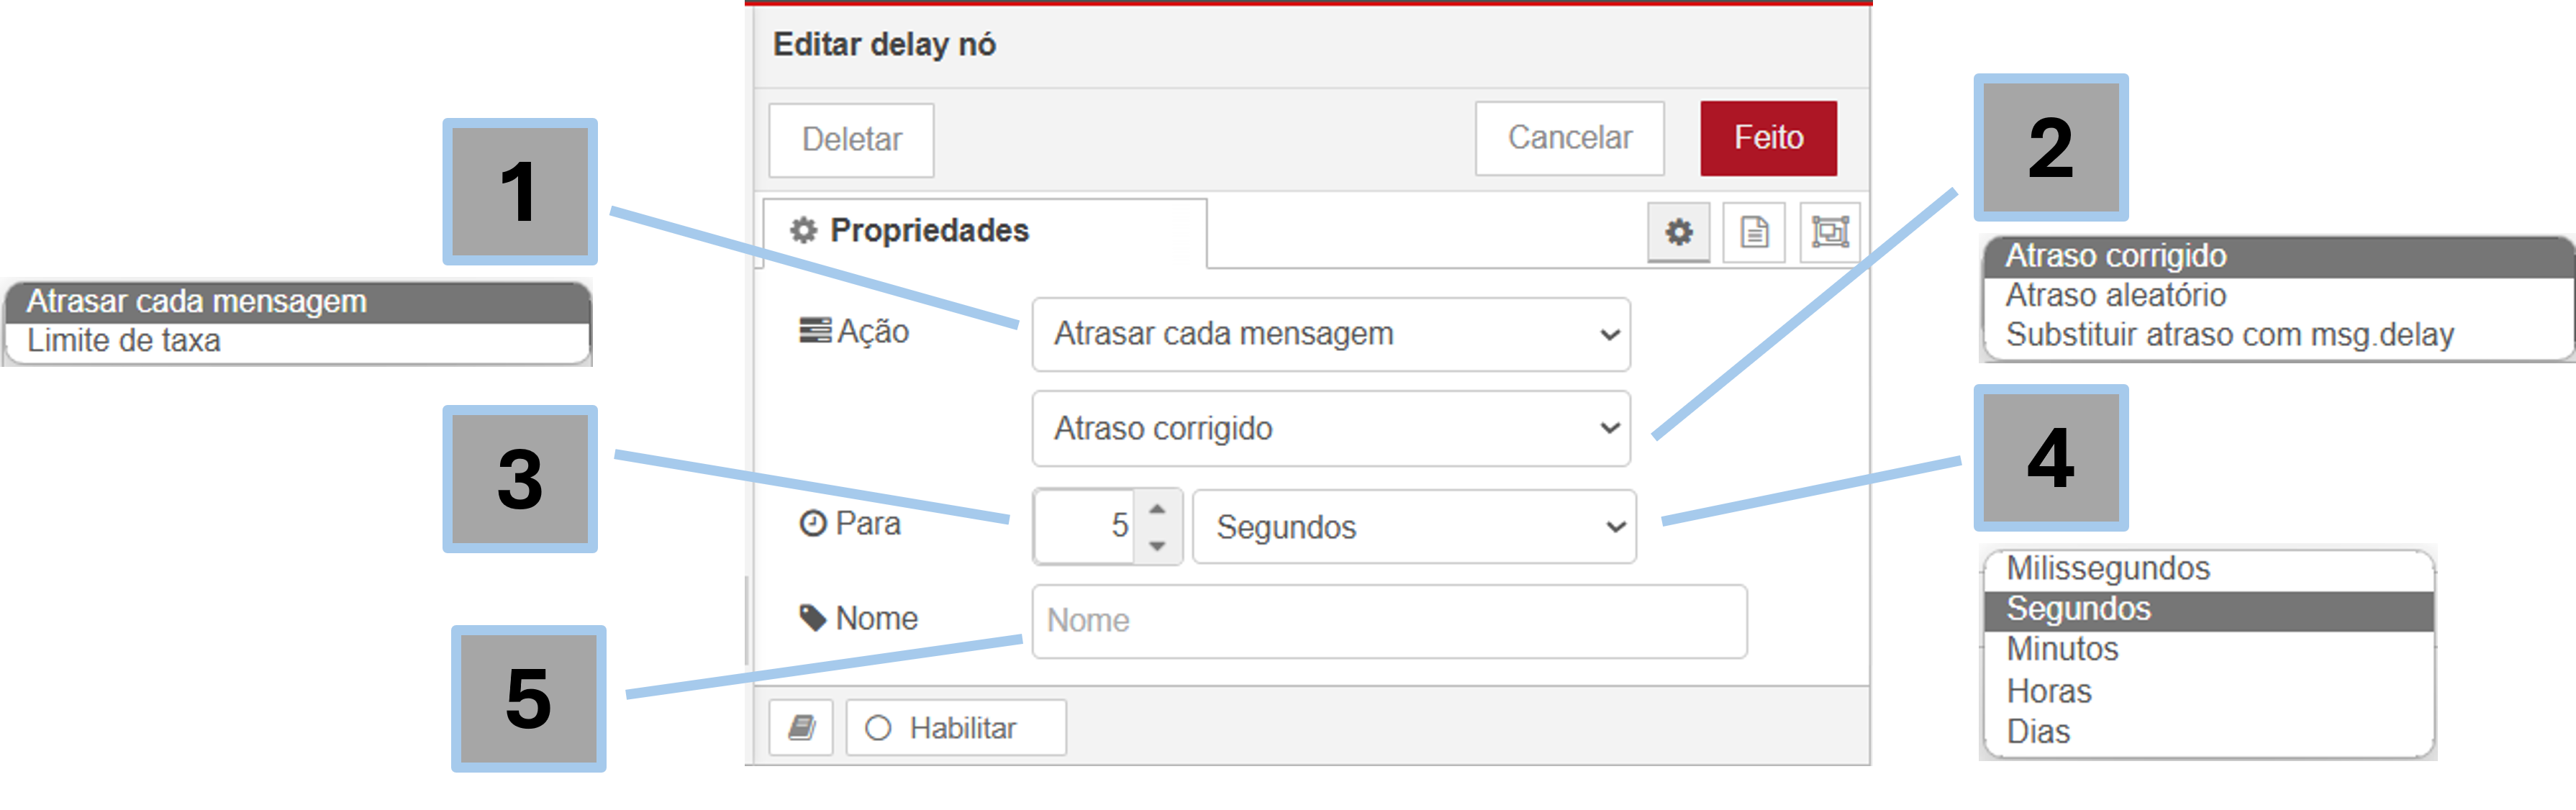 Editar delay nó
Deletar
Cancelar
Feito
1
2
Propriedades
Atraso corrigido
Atraso aleatório
Substituir atraso com msg.delay
Atrasar cada mensagem
Limite de taxa
Ação
Atrasar cada mensagem
Atraso corrigido
3
4
Para
5
Segundos
Nome
Nome
Milissegundos
Segundos
Minutos
Horas
Dias
5
Habilitar